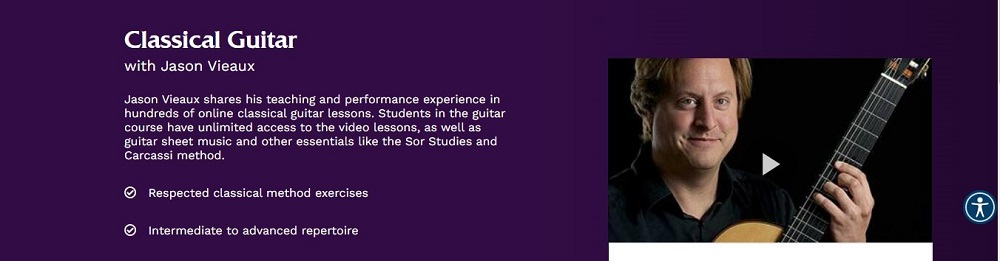 Classical Guitar
with Jason Vieaux
Jason Vieaux shares his teaching and performance experience in
hundreds of online classical guitar lessons. Students in the guitar
course have unlimited access to the video lessons, as well as
guitar sheet music and other essentials like the Sor Studies and
Carcassi method.
Respected classical method exercises
Intermediate to advanced repertoire